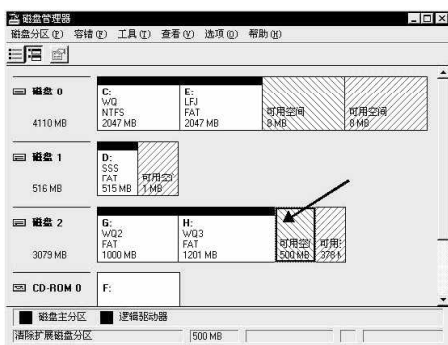 磁盘管理器
磁盘分区(P) 容错(F) 工具(T) 查看(V) 选项(O) 帮助(H)
磁盘 0
4110 MB
C:
WQ
NTFS
2047 MB
E:
LFJ
FAT
2047 MB
可用空间
8 MB
可用空间
8 MB
磁盘 1
516 MB
D:
SSS
FAT
515 MB
可用空
1 MB
磁盘 2
3079 MB
G:
WQ2
FAT
1000 MB
H:
WQ3
FAT
1201 MB
可用空
500 MB
可用
378
CD-ROM 0
F:
磁盘主分区 逻辑驱动器
清除扩展磁盘分区 500 MB